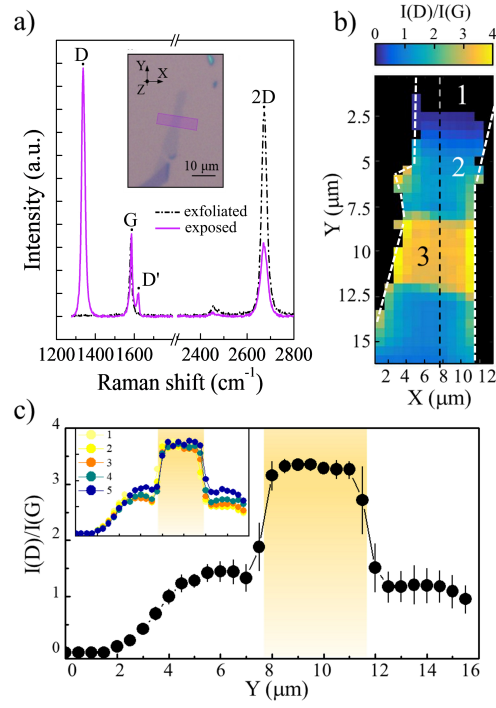 a)
D
Y
X
Z
10 μm
2D
G
D'
exfoliated
exposed
Intensity (a.u.)
1200 1400 1600 2400 2600 2800
Raman shift (cm⁻¹)
b)
I(D)/I(G)
0 1 2 3 4
1
2
3
2.5
5.0
7.5
10
12.5
15
Y (μm)
2 4 6 8 10 12
X (μm)
c)
4
3
2
1
0
I(D)/I(G)
1
2
3
4
5
0 2 4 6 8 10 12 14 16
Y (μm)